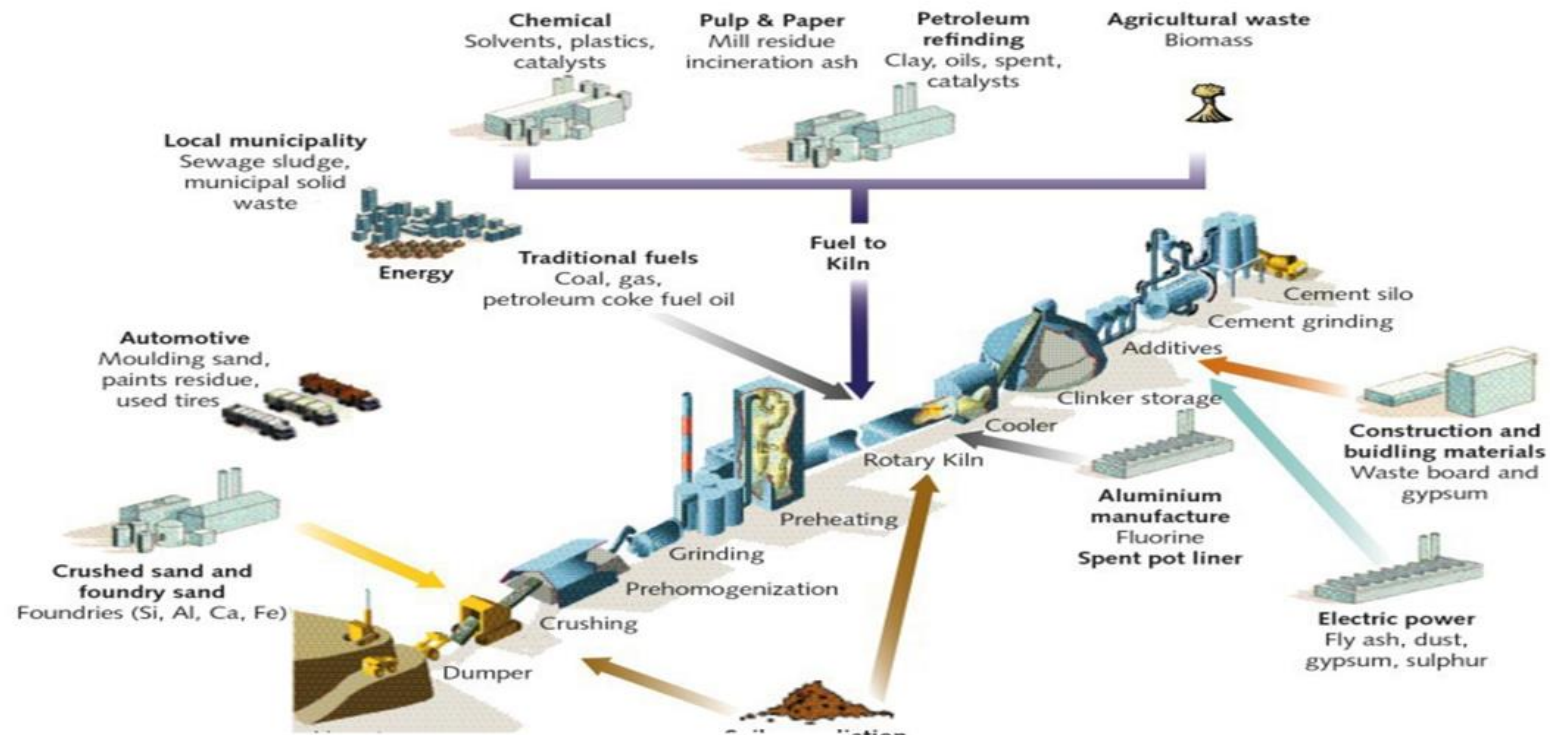 Chemical
Solvents, plastics,
catalysts
Pulp & Paper
Mill residue
incineration ash
Petroleum
refinding
Clay, oils, spent,
catalysts
Agricultural waste
Biomass
Local municipality
Sewage sludge,
municipal solid
waste
Energy
Traditional fuels
Coal, gas,
petroleum coke fuel oil
Fuel to
Kiln
Cement silo
Cement grinding
Additives
Clinker storage
Cooler
Rotary Kiln
Preheating
Grinding
Prehomogenization
Crushing
Dumper
Automotive
Moulding sand,
paints residue,
used tires
Crushed sand and
foundry sand
Foundries (Si, Al, Ca, Fe)
Construction and
buidling materials
Waste board and
gypsum
Aluminium
manufacture
Fluorine
Spent pot liner
Electric power
Fly ash, dust,
gypsum, sulphur